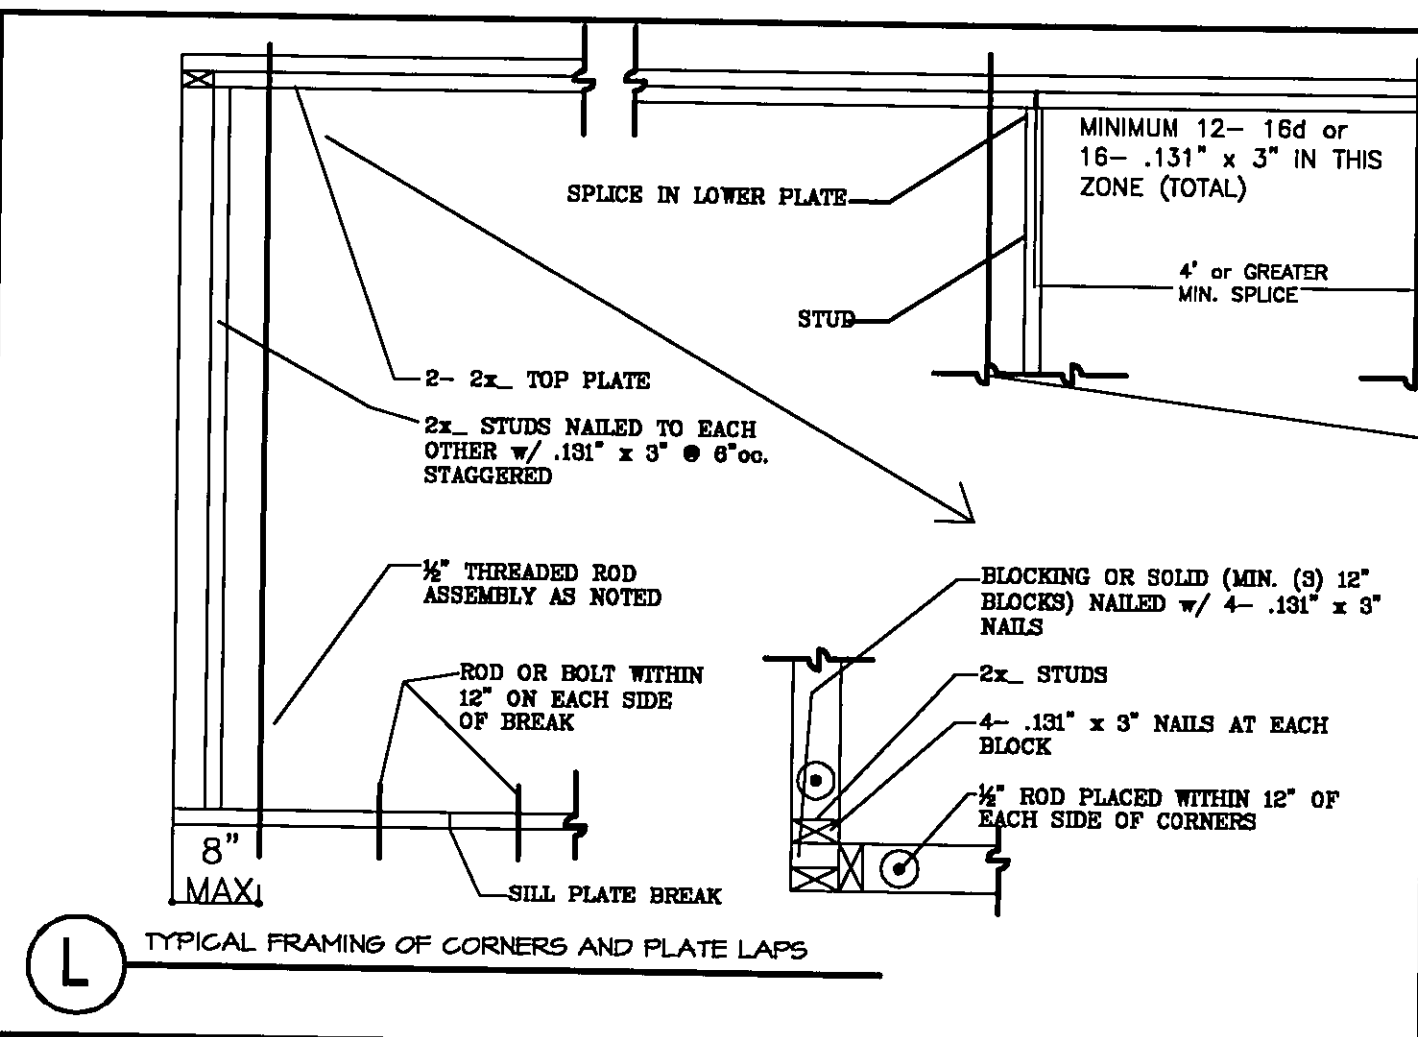 MINIMUM 12- 16d or
16- .131" x 3" IN THIS
ZONE (TOTAL)
SPLICE IN LOWER PLATE
4' or GREATER
MIN. SPLICE
STUD
2- 2x_ TOP PLATE
2x_ STUDS NAILED TO EACH
OTHER w/ .131" x 3" @ 6"oc.
STAGGERED
½" THREADED ROD
ASSEMBLY AS NOTED
BLOCKING OR SOLID (MIN. (3) 12"
BLOCKS) NAILED w/ 4- .131" x 3"
NAILS
ROD OR BOLT WITHIN
12" ON EACH SIDE
OF BREAK
2x_ STUDS
4- .131" x 3" NAILS AT EACH
BLOCK
½" ROD PLACED WITHIN 12" OF
EACH SIDE OF CORNERS
8"
MAX.
SILL PLATE BREAK
L
TYPICAL FRAMING OF CORNERS AND PLATE LAPS